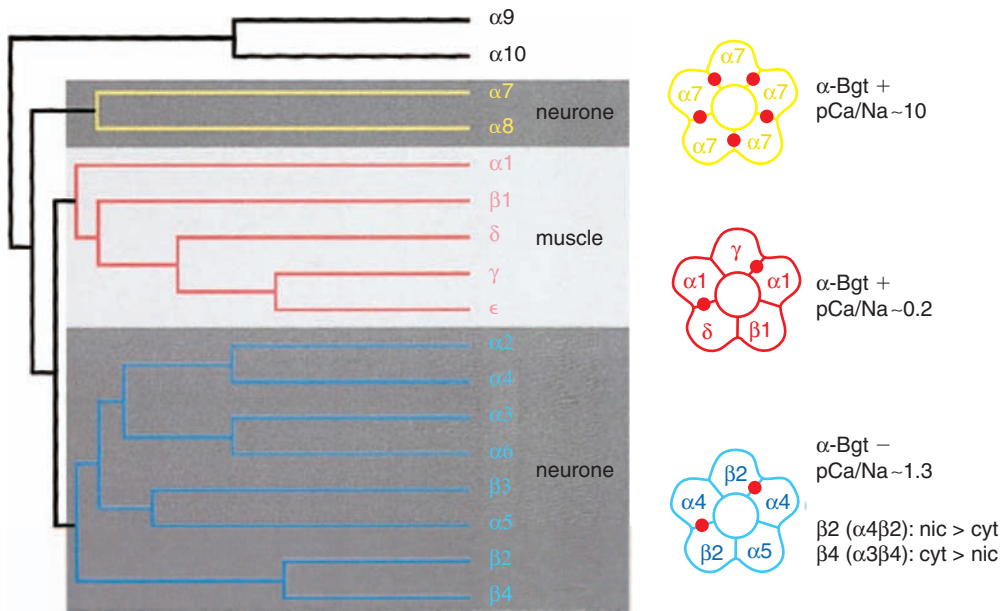 α9
α10
α7
neurone
α8
α1
β1
δ
muscle
γ
ϵ
α2
α4
α3
α6
neurone
β3
α5
β2
β4
α7
α7 α7
α7 α7
α-Bgt +
pCa/Na~10
γ
α1 α1
δ β1
α-Bgt +
pCa/Na~0.2
β2
α4 α4
β2 α5
α-Bgt −
pCa/Na~1.3
β2 (α4β2): nic > cyt
β4 (α3β4): cyt > nic